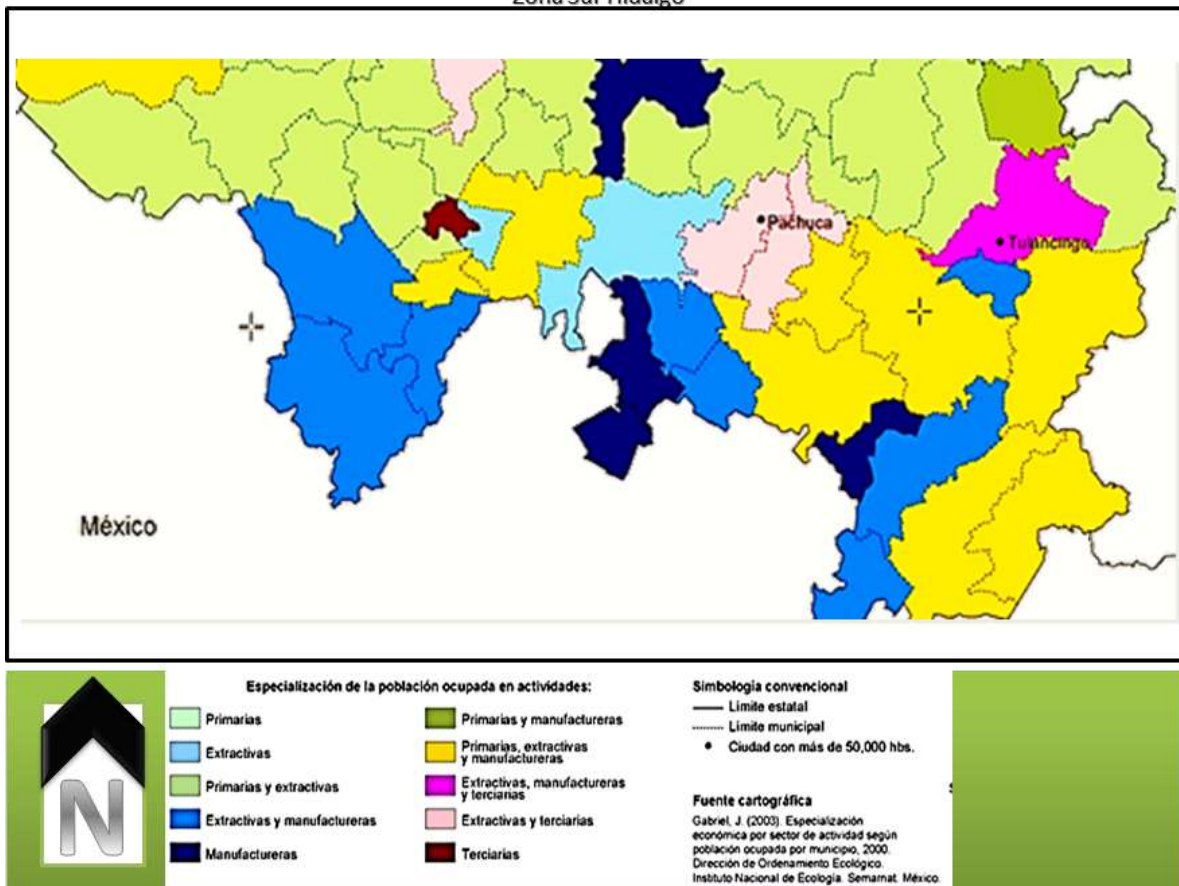 Zona Sur Hidalgo
Pachuca
Tulancingo
México
N
Especialización de la población ocupada en actividades:
Primarias
Extractivas
Primarias y extractivas
Extractivas y manufactureras
Manufactureras
Primarias y manufactureras
Primarias, extractivas
y manufactureras
Extractivas, manufactureras
y terciarias
Extractivas y terciarias
Terciarias
Simbología convencional
Límite estatal
Límite municipal
Ciudad con más de 50,000 hbs.
Fuente cartográfica
Gabriel, J. (2003). Especialización
económica por sector de actividad según
población ocupada por municipio, 2000.
Dirección de Ordenamiento Ecológico.
Instituto Nacional de Ecología. Semarnat. México.